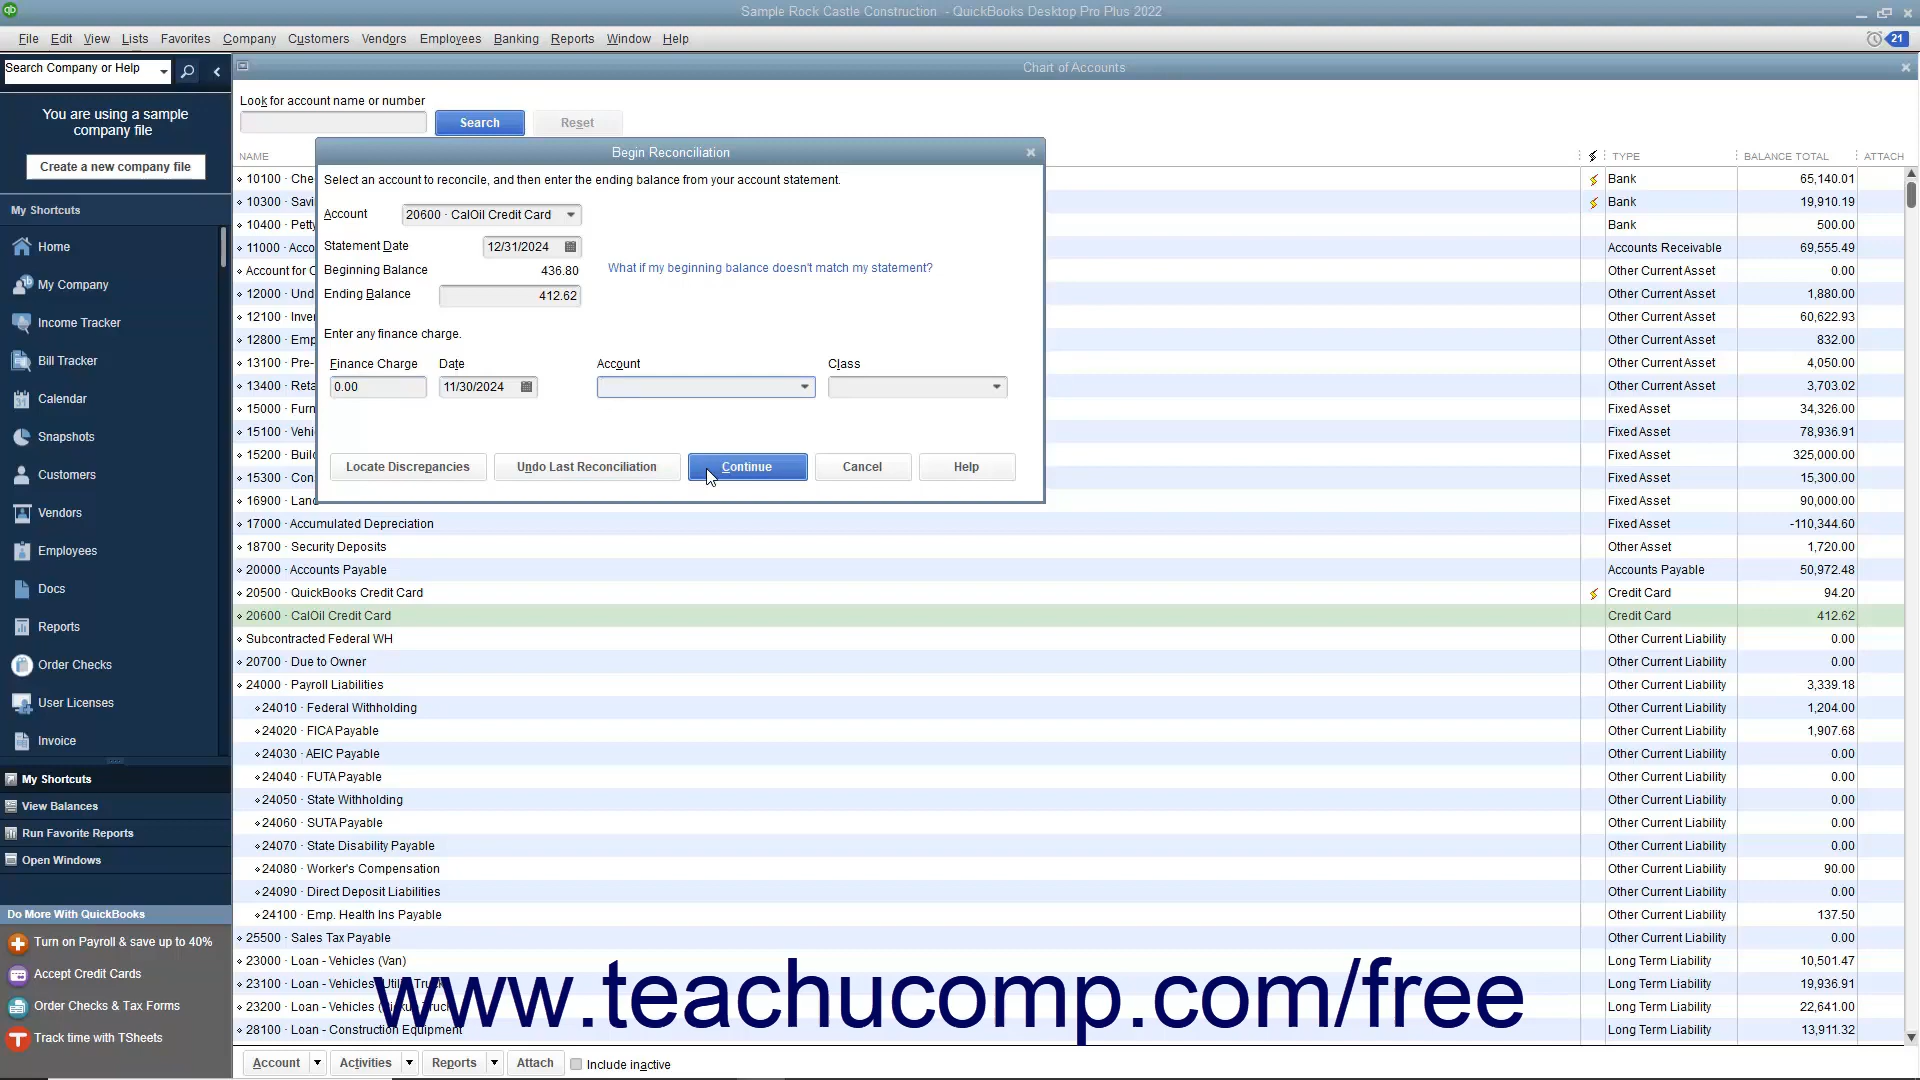 Sample Rock Castle Construction - QuickBooks Desktop Pro Plus 2022
File Edit View Lists Favorites Company Customers Vendors Employees Banking Reports Window Help
21
Search Company or Help
Chart of Accounts
You are using a sample
company file
Create a new company file
Look for account name or number
Search Reset
NAME TYPE BALANCE TOTAL ATTACH
Begin Reconciliation
Select an account to reconcile, and then enter the ending balance from your account statement.
Account 20600 · CalOil Credit Card
Statement Date 12/31/2024
Beginning Balance 436.80 What if my beginning balance doesn't match my statement?
Ending Balance 412.62
Enter any finance charge.
Finance Charge Date Account Class
0.00 11/30/2024
Locate Discrepancies Undo Last Reconciliation Continue Cancel Help
My Shortcuts
Home
My Company
Income Tracker
Bill Tracker
Calendar
31
Snapshots
Customers
Vendors
Employees
Docs
Reports
Order Checks
User Licenses
Invoice
My Shortcuts
View Balances
Run Favorite Reports
Open Windows
Do More With QuickBooks
Turn on Payroll & save up to 40%
Accept Credit Cards
Order Checks & Tax Forms
Track time with TSheets
10100 · Che Bank 65,140.01
10300 · Savi Bank 19,910.19
10400 · Petty Bank 500.00
11000 · Acco Accounts Receivable 69,555.49
Account for C Other Current Asset 0.00
12000 · Und Other Current Asset 1,880.00
12100 · Inver Other Current Asset 60,622.93
12800 · Emp Other Current Asset 832.00
13100 · Pre- Other Current Asset 4,050.00
13400 · Reta Other Current Asset 3,703.02
15000 · Furn Fixed Asset 34,326.00
15100 · Vehi Fixed Asset 78,936.91
15200 · Build Fixed Asset 325,000.00
15300 · Con Fixed Asset 15,300.00
16900 · Land Fixed Asset 90,000.00
17000 · Accumulated Depreciation Fixed Asset -110,344.60
18700 · Security Deposits Other Asset 1,720.00
20000 · Accounts Payable Accounts Payable 50,972.48
20500 · QuickBooks Credit Card Credit Card 94.20
20600 · CalOil Credit Card Credit Card 412.62
Subcontracted Federal WH Other Current Liability 0.00
20700 · Due to Owner Other Current Liability 0.00
24000 · Payroll Liabilities Other Current Liability 3,339.18
24010 · Federal Withholding Other Current Liability 1,204.00
24020 · FICA Payable Other Current Liability 1,907.68
24030 · AEIC Payable Other Current Liability 0.00
24040 · FUTA Payable Other Current Liability 0.00
24050 · State Withholding Other Current Liability 0.00
24060 · SUTA Payable Other Current Liability 0.00
24070 · State Disability Payable Other Current Liability 0.00
24080 · Worker's Compensation Other Current Liability 90.00
24090 · Direct Deposit Liabilities Other Current Liability 0.00
24100 · Emp. Health Ins Payable Other Current Liability 137.50
25500 · Sales Tax Payable Other Current Liability 0.00
23000 · Loan - Vehicles (Van) Long Term Liability 10,501.47
23100 · Loan - Vehicles Long Term Liability 19,936.91
23200 · Loan - Vehicles Long Term Liability 22,641.00
28100 · Loan - Construction Equipment Long Term Liability 13,911.32
www.teachucomp.com/free
Account Activities Reports Attach Include inactive